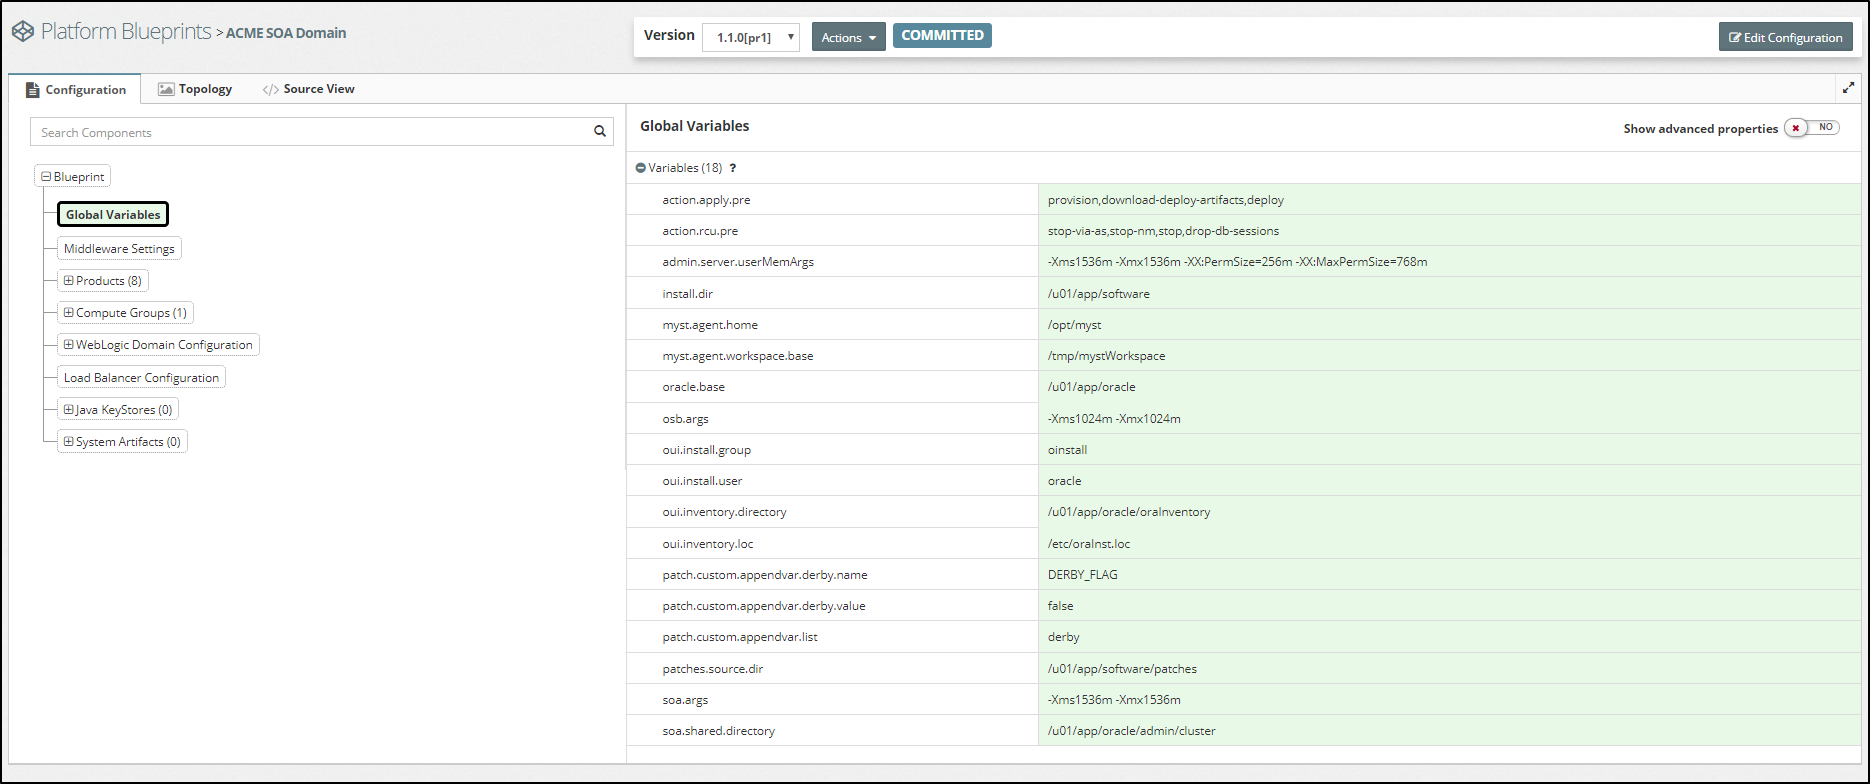 Platform Blueprints > ACME SOA Domain
Version 1.1.0[pr1] Actions COMMITTED Edit Configuration
Configuration Topology </> Source View
Search Components
Blueprint
Global Variables
Middleware Settings
Products (8)
Compute Groups (1)
WebLogic Domain Configuration
Load Balancer Configuration
Java KeyStores (0)
System Artifacts (0)
Global Variables
Show advanced properties NO
Variables (18) ?
action.apply.pre provision,download-deploy-artifacts,deploy
action.rcu.pre stop-via-as,stop-nm,stop,drop-db-sessions
admin.server.userMemArgs -Xms1536m -Xmx1536m -XX:PermSize=256m -XX:MaxPermSize=768m
install.dir /u01/app/software
myst.agent.home /opt/myst
myst.agent.workspace.base /tmp/mystWorkspace
oracle.base /u01/app/oracle
osb.args -Xms1024m -Xmx1024m
oui.install.group oinstall
oui.install.user oracle
oui.inventory.directory /u01/app/oracle/oraInventory
oui.inventory.loc /etc/oraInst.loc
patch.custom.appendvar.derby.name DERBY_FLAG
patch.custom.appendvar.derby.value false
patch.custom.appendvar.list derby
patches.source.dir /u01/app/software/patches
soa.args -Xms1536m -Xmx1536m
soa.shared.directory /u01/app/oracle/admin/cluster